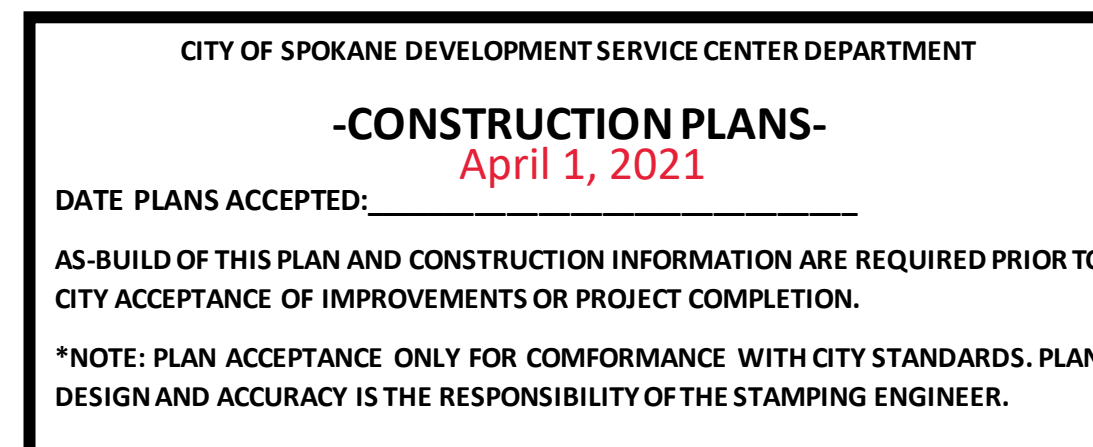 CITY OF SPOKANE DEVELOPMENT SERVICE CENTER DEPARTMENT
-CONSTRUCTION PLANS-
April 1, 2021
DATE PLANS ACCEPTED:___________________________________
AS-BUILD OF THIS PLAN AND CONSTRUCTION INFORMATION ARE REQUIRED PRIOR TO
CITY ACCEPTANCE OF IMPROVEMENTS OR PROJECT COMPLETION.
*NOTE: PLAN ACCEPTANCE ONLY FOR COMFORMANCE WITH CITY STANDARDS. PLAN
DESIGN AND ACCURACY IS THE RESPONSIBILITY OF THE STAMPING ENGINEER.